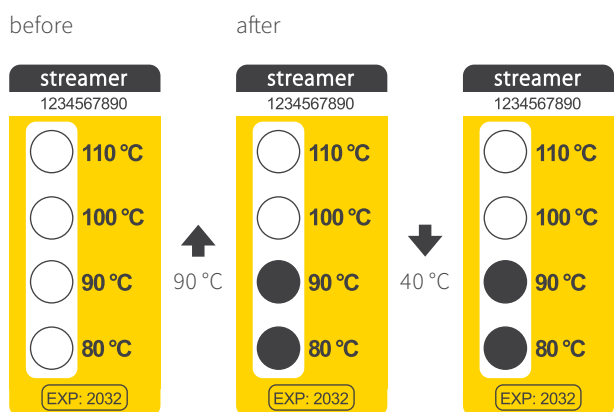 before
after
streamer
1234567890
110 °C
100 °C
90 °C
80 °C
EXP: 2032
90 °C
streamer
1234567890
110 °C
100 °C
90 °C
80 °C
EXP: 2032
40 °C
streamer
1234567890
110 °C
100 °C
90 °C
80 °C
EXP: 2032